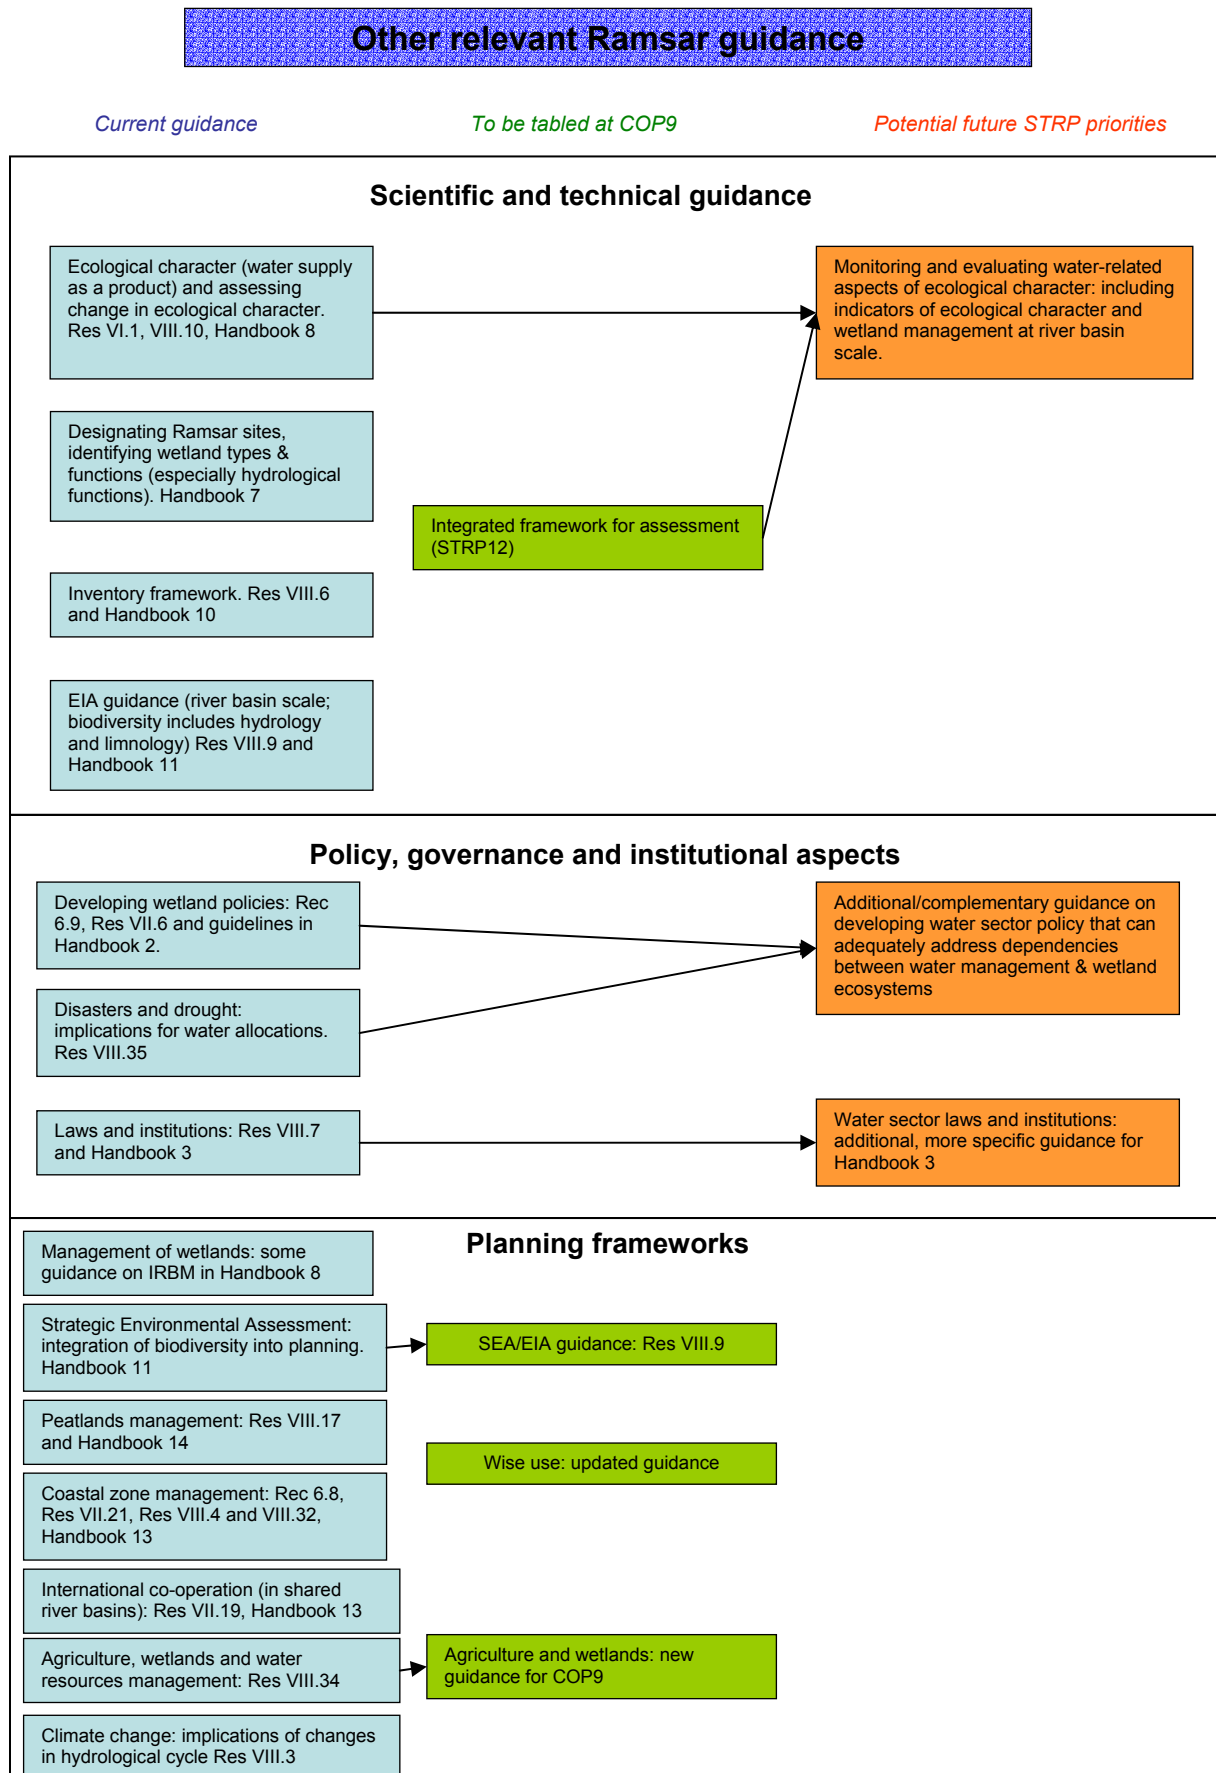 Other relevant Ramsar guidance
Current guidance
To be tabled at COP9
Potential future STRP priorities
Scientific and technical guidance
Ecological character (water supply
as a product) and assessing
change in ecological character.
Res VI.1, VIII.10, Handbook 8
Monitoring and evaluating water-related
aspects of ecological character: including
indicators of ecological character and
wetland management at river basin
scale.
Designating Ramsar sites,
identifying wetland types &
functions (especially hydrological
functions). Handbook 7
Integrated framework for assessment
(STRP12)
Inventory framework. Res VIII.6
and Handbook 10
EIA guidance (river basin scale;
biodiversity includes hydrology
and limnology) Res VIII.9 and
Handbook 11
Policy, governance and institutional aspects
Developing wetland policies: Rec
6.9, Res VII.6 and guidelines in
Handbook 2.
Additional/complementary guidance on
developing water sector policy that can
adequately address dependencies
between water management & wetland
ecosystems
Disasters and drought:
implications for water allocations.
Res VIII.35
Laws and institutions: Res VIII.7
and Handbook 3
Water sector laws and institutions:
additional, more specific guidance for
Handbook 3
Planning frameworks
Management of wetlands: some
guidance on IRBM in Handbook 8
Strategic Environmental Assessment:
integration of biodiversity into planning.
Handbook 11
SEA/EIA guidance: Res VIII.9
Peatlands management: Res VIII.17
and Handbook 14
Wise use: updated guidance
Coastal zone management: Rec 6.8,
Res VII.21, Res VIII.4 and VIII.32,
Handbook 13
International co-operation (in shared
river basins): Res VII.19, Handbook 13
Agriculture, wetlands and water
resources management: Res VIII.34
Agriculture and wetlands: new
guidance for COP9
Climate change: implications of changes
in hydrological cycle Res VIII.3